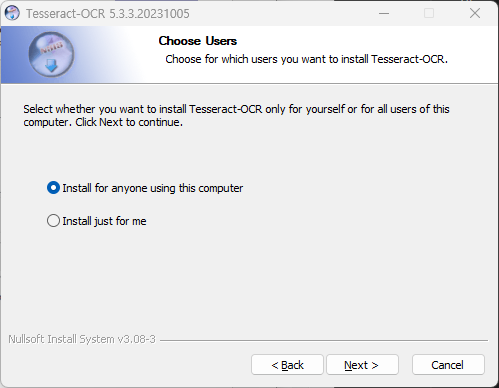 Tesseract-OCR 5.3.3.20231005
Choose Users
Choose for which users you want to install Tesseract-OCR.
Select whether you want to install Tesseract-OCR only for yourself or for all users of this
computer. Click Next to continue.
Install for anyone using this computer
Install just for me
Nullsoft Install System v3.08-3
< Back
Next >
Cancel